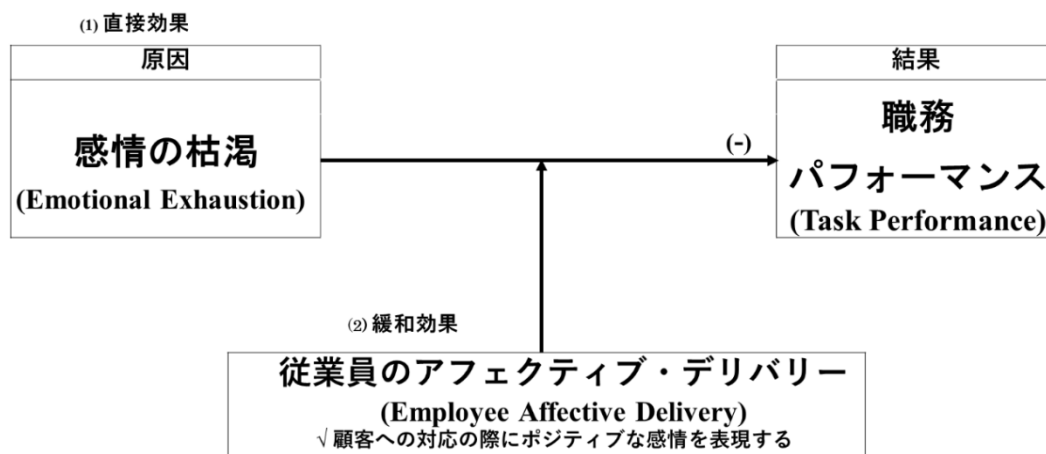 (1) 直接効果
原因
感情の枯渇
(Emotional Exhaustion)
(-)
結果
職務
パフォーマンス
(Task Performance)
(2) 緩和効果
従業員のアフェクティブ・デリバリー
(Employee Affective Delivery)
√ 顧客への対応の際にポジティブな感情を表現する